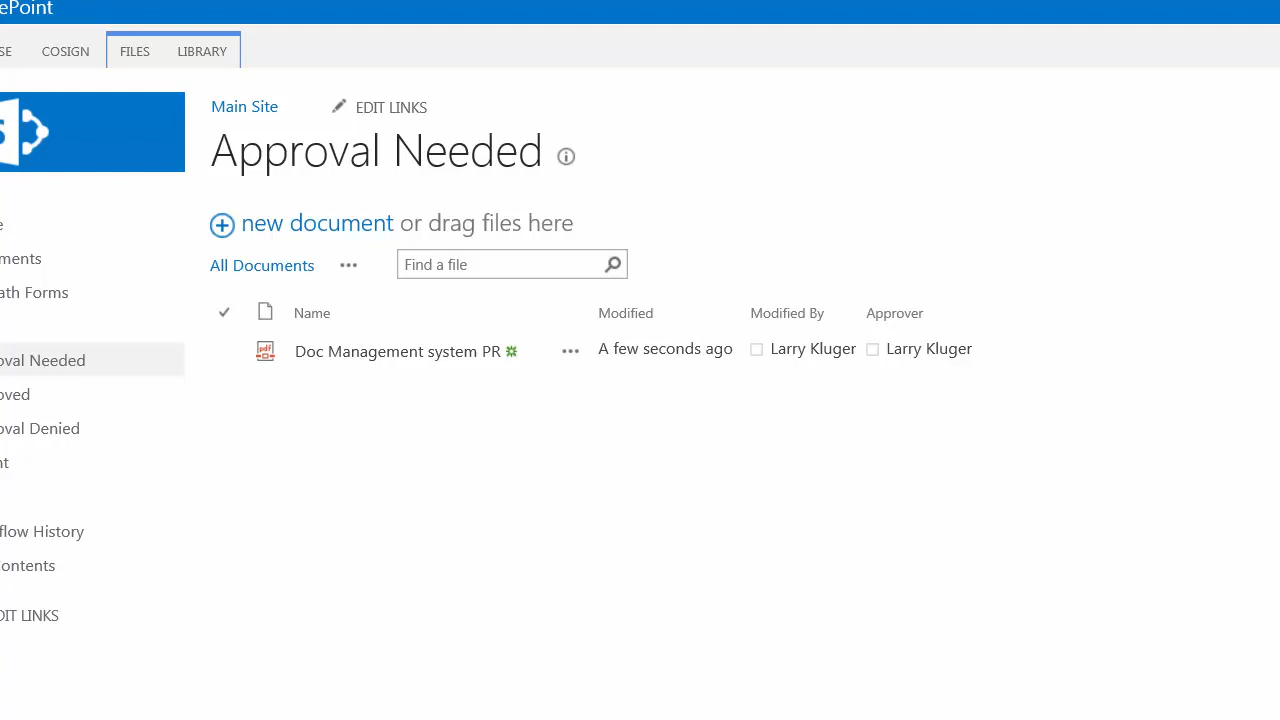 ePoint
SE COSIGN FILES LIBRARY
Main Site EDIT LINKS
Approval Needed
new document or drag files here
All Documents ••• Find a file
Name Modified Modified By Approver
pdf Doc Management system PR ••• A few seconds ago Larry Kluger Larry Kluger
e
ments
ath Forms
oval Needed
oved
oval Denied
nt
flow History
ontents
DIT LINKS